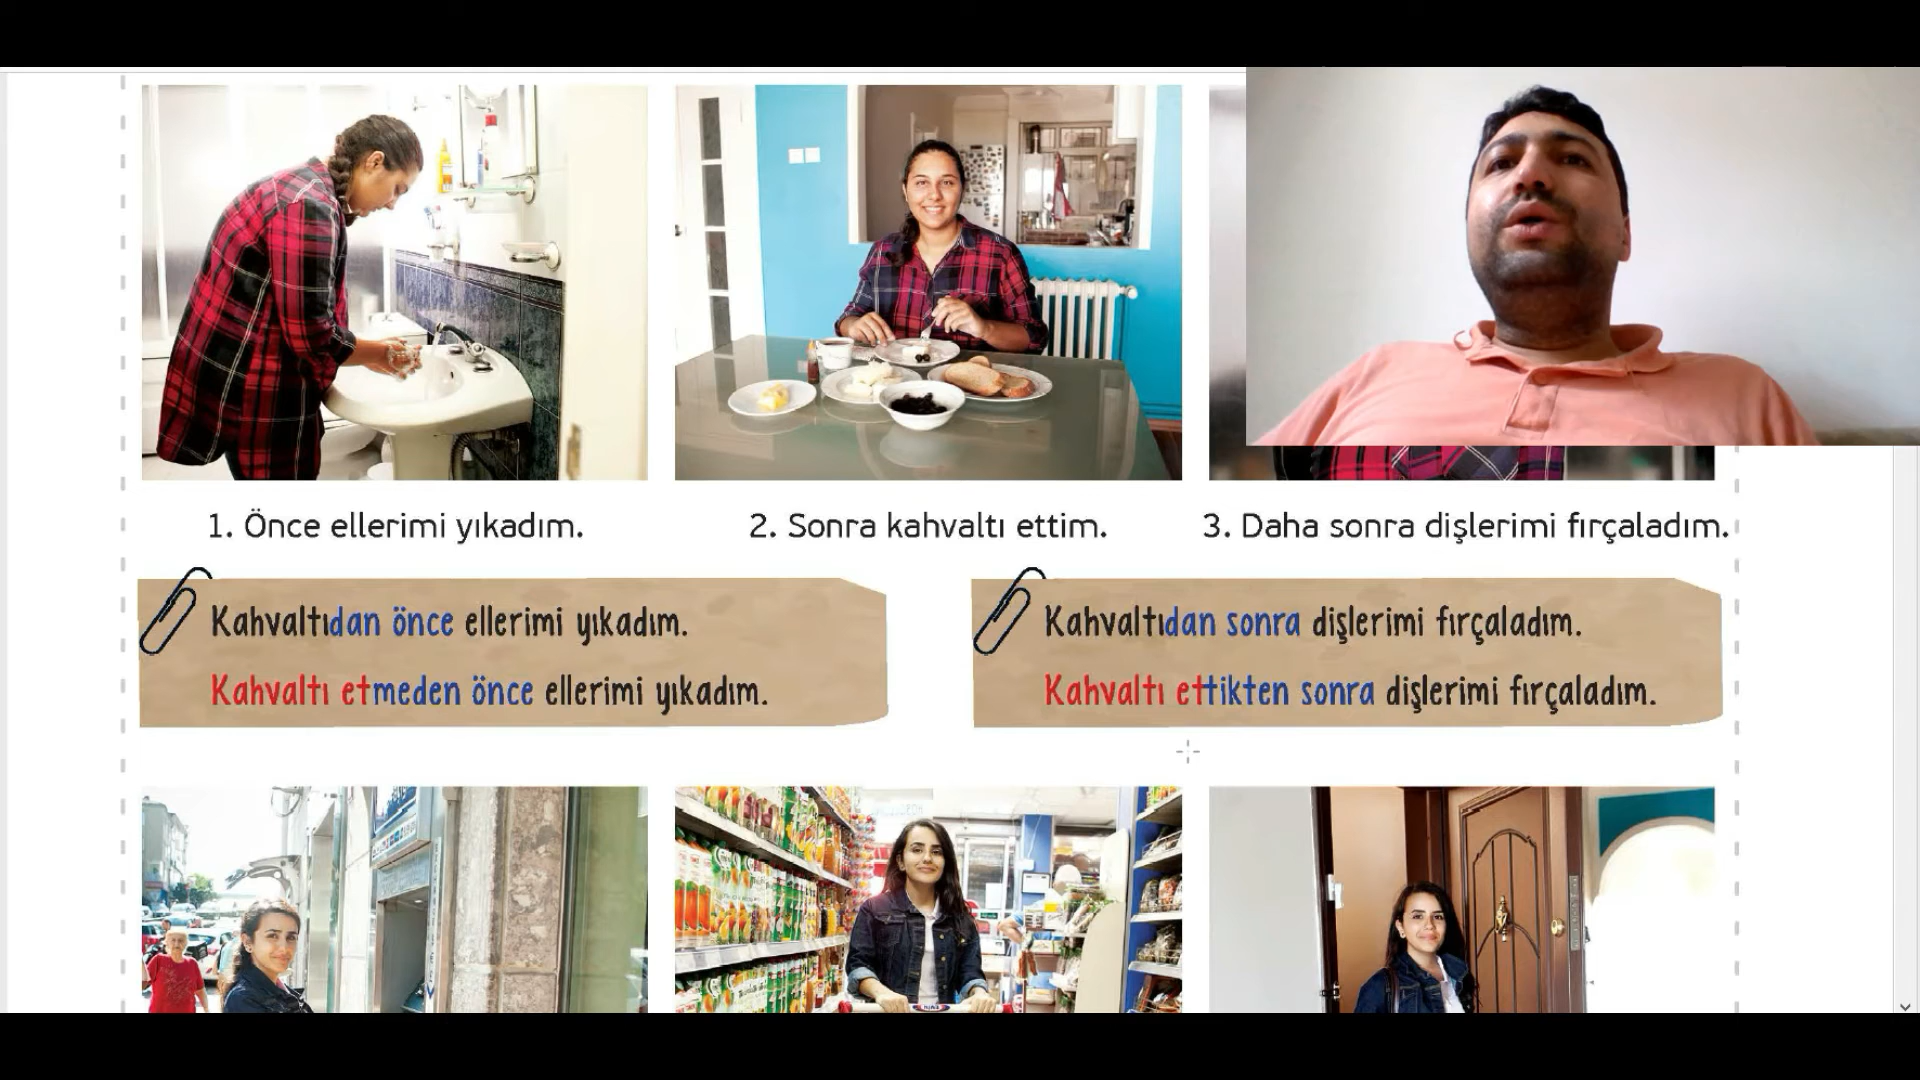 1. Önce ellerimi yıkadım.
2. Sonra kahvaltı ettim.
3. Daha sonra dişlerimi fırçaladım.
Kahvaltıdan önce ellerimi yıkadım.
Kahvaltı etmeden önce ellerimi yıkadım.
Kahvaltıdan sonra dişlerimi fırçaladım.
Kahvaltı ettikten sonra dişlerimi fırçaladım.